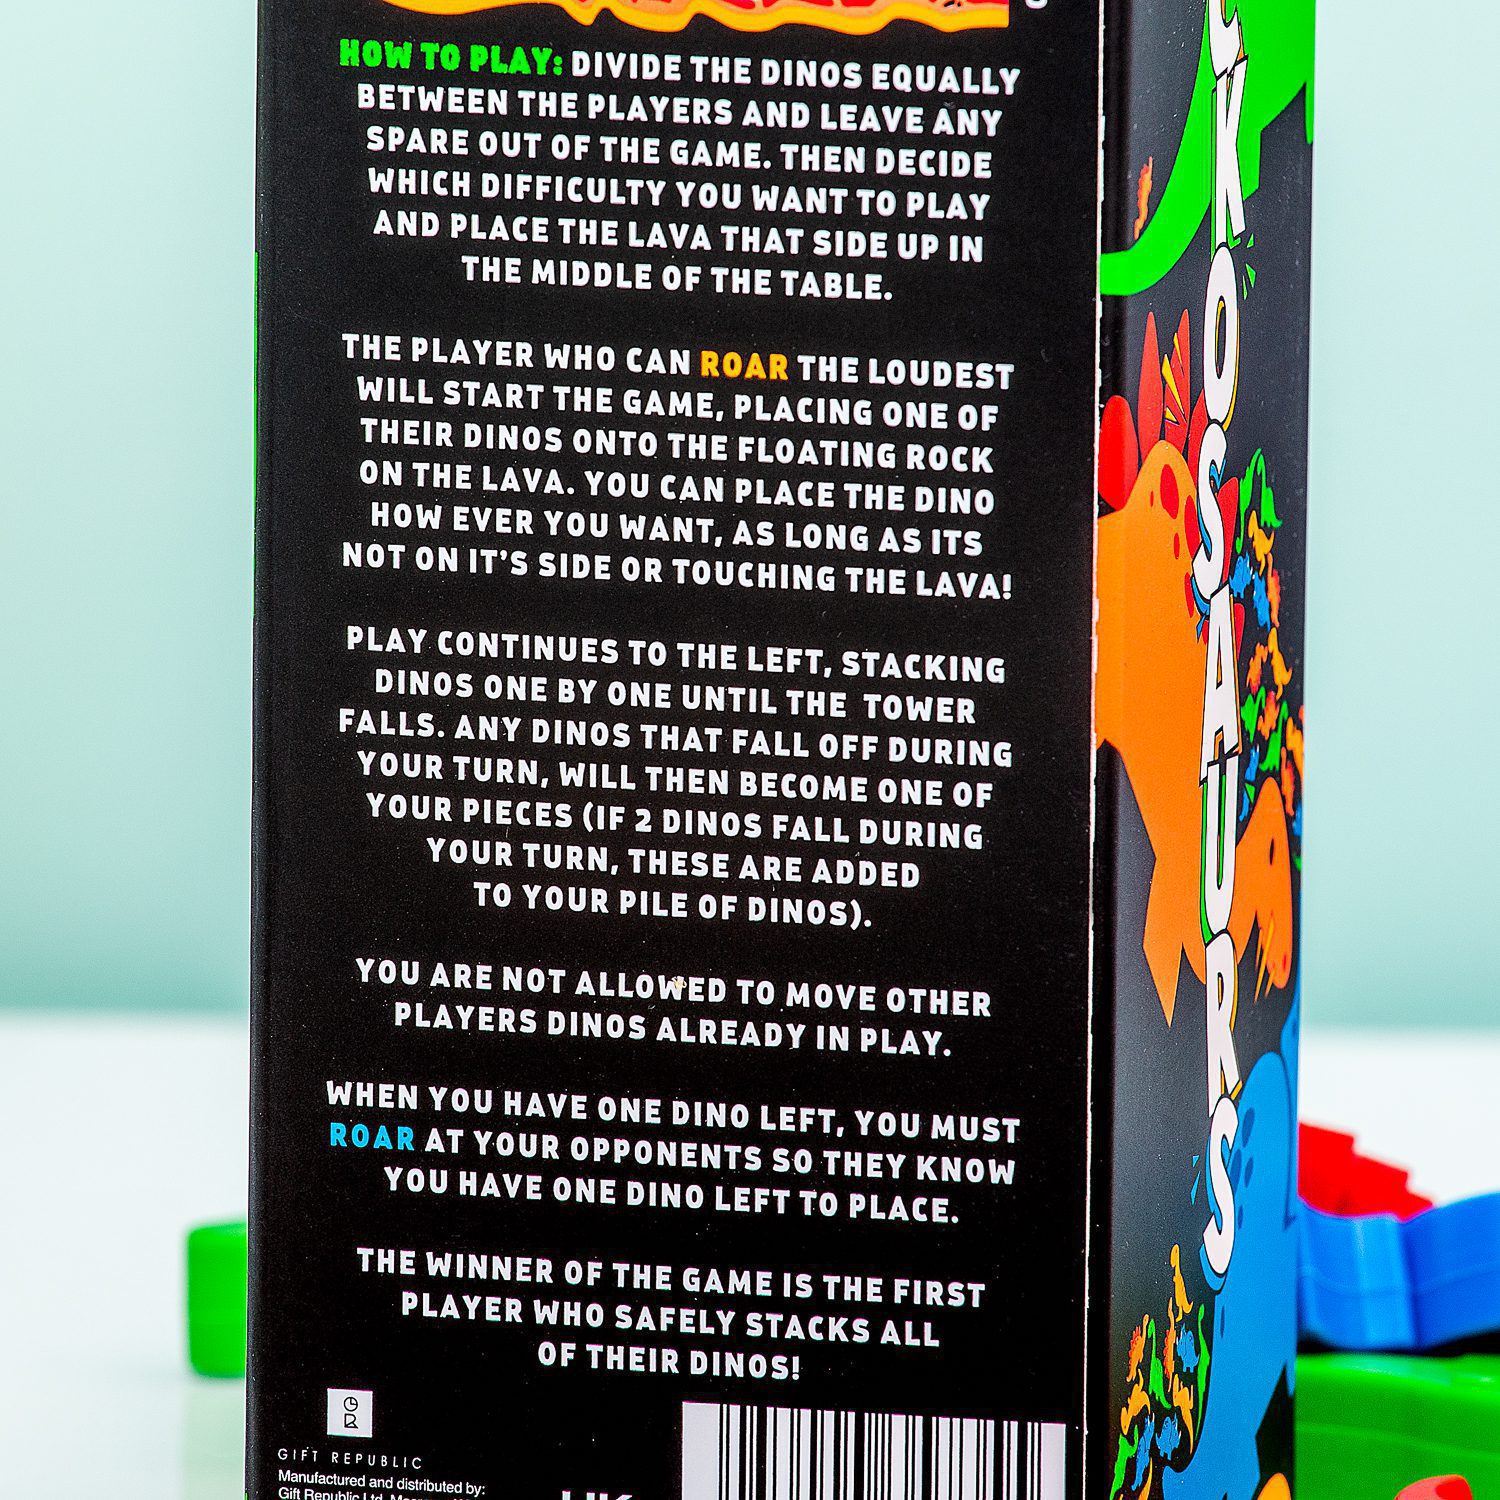 HOW TO PLAY: DIVIDE THE DINOS EQUALLY
BETWEEN THE PLAYERS AND LEAVE ANY
SPARE OUT OF THE GAME. THEN DECIDE
WHICH DIFFICULTY YOU WANT TO PLAY
AND PLACE THE LAVA THAT SIDE UP IN
THE MIDDLE OF THE TABLE.
THE PLAYER WHO CAN ROAR THE LOUDEST
WILL START THE GAME, PLACING ONE OF
THEIR DINOS ONTO THE FLOATING ROCK
ON THE LAVA. YOU CAN PLACE THE DINO
HOW EVER YOU WANT, AS LONG AS ITS
NOT ON IT'S SIDE OR TOUCHING THE LAVA!
PLAY CONTINUES TO THE LEFT, STACKING
DINOS ONE BY ONE UNTIL THE TOWER
FALLS. ANY DINOS THAT FALL OFF DURING
YOUR TURN, WILL THEN BECOME ONE OF
YOUR PIECES (IF 2 DINOS FALL DURING
YOUR TURN, THESE ARE ADDED
TO YOUR PILE OF DINOS).
YOU ARE NOT ALLOWED TO MOVE OTHER
PLAYERS DINOS ALREADY IN PLAY.
WHEN YOU HAVE ONE DINO LEFT, YOU MUST
ROAR AT YOUR OPPONENTS SO THEY KNOW
YOU HAVE ONE DINO LEFT TO PLACE.
THE WINNER OF THE GAME IS THE FIRST
PLAYER WHO SAFELY STACKS ALL
OF THEIR DINOS!
GIFT REPUBLIC
Manufactured and distributed by:
Gift Republic Ltd,
CKOSAURS